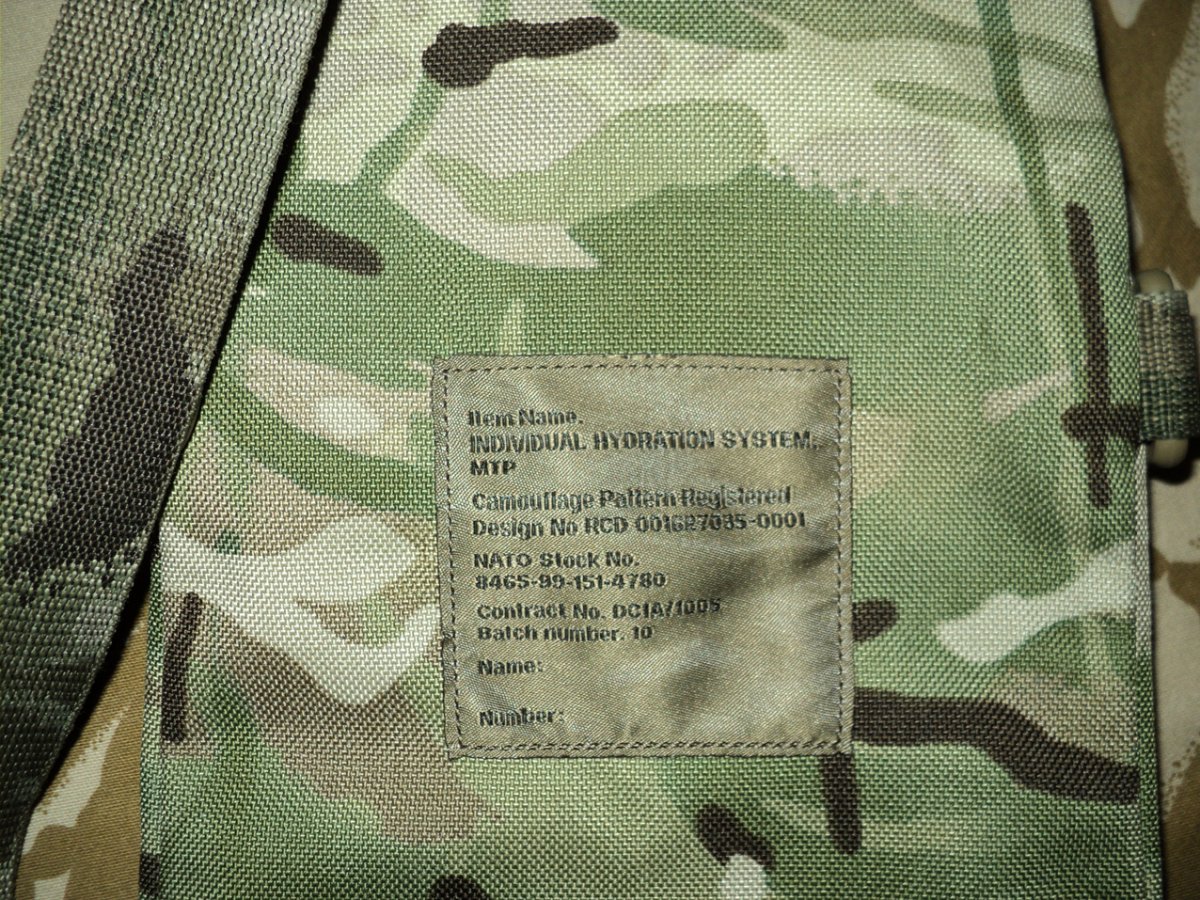 Item Name.
INDIVIDUAL HYDRATION SYSTEM,
MTP
Camouflage Pattern Registered
Design No RCD 001627035-0001
NATO Stock No.
8465-99-151-4780
Contract No. DC1A/1005
Batch number. 10
Name:
Number: